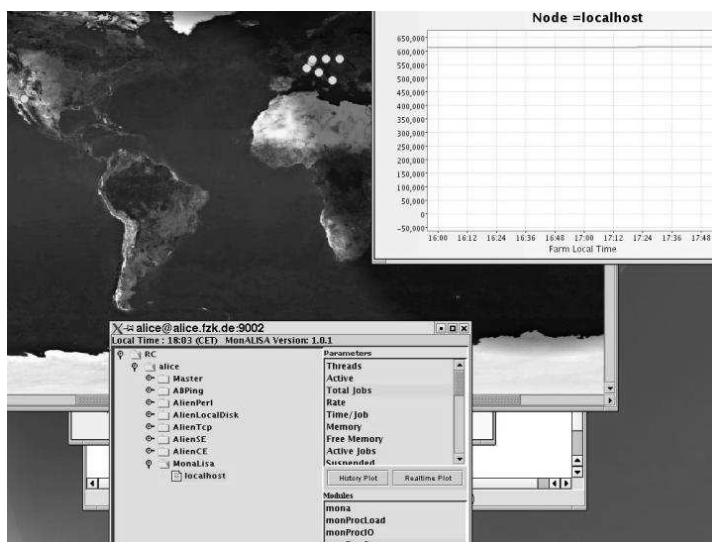 Node =localhost
650,000
600,000
550,000
500,000
450,000
400,000
350,000
300,000
250,000
200,000
150,000
100,000
50,000
0
-50,000
16:00 16:12 16:24 16:36 16:48 17:00 17:12 17:24 17:36 17:48
Farm Local Time
alice@alice.fzk.de:9002
Local Time : 18:03 (CET) MonALISA Version: 1.0.1
RC
alice
Master
ABPing
AlienPerl
AlienLocalDisk
AlienTcp
AlienSE
AlienCE
MonaLisa
localhost
Parameters
Threads
Active
Total Jobs
Rate
Time/Job
Memory
Free Memory
Active Jobs
Suspended
History Plot Realtime Plot
Modules
mona
monProcLoad
monProcIO